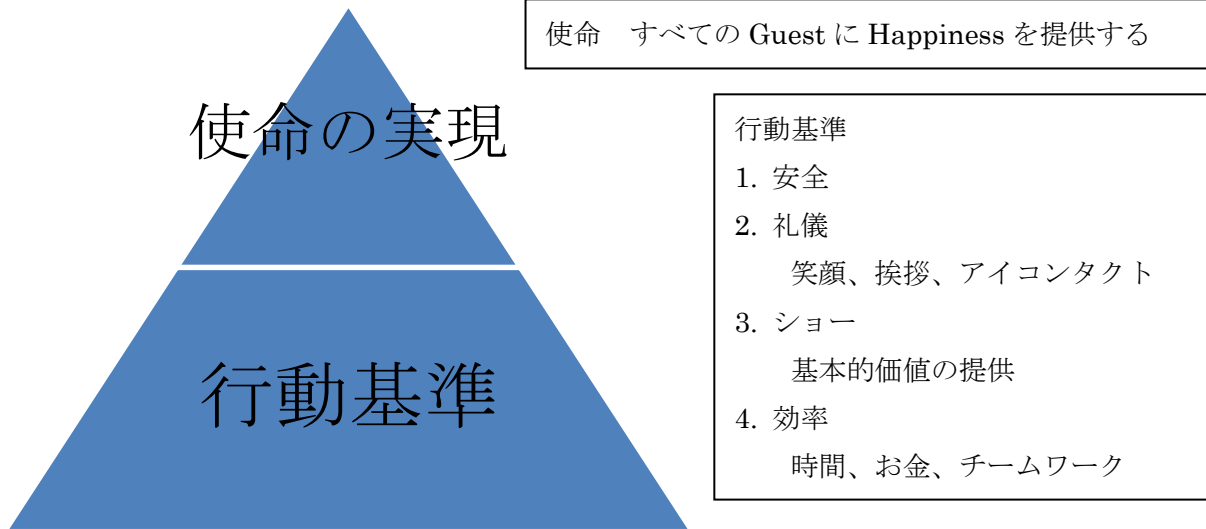 使命　すべての Guest に Happiness を提供する
使命の実現
行動基準
行動基準
1. 安全
2. 礼儀
笑顔、挨拶、アイコンタクト
3. ショー
基本的価値の提供
4. 効率
時間、お金、チームワーク